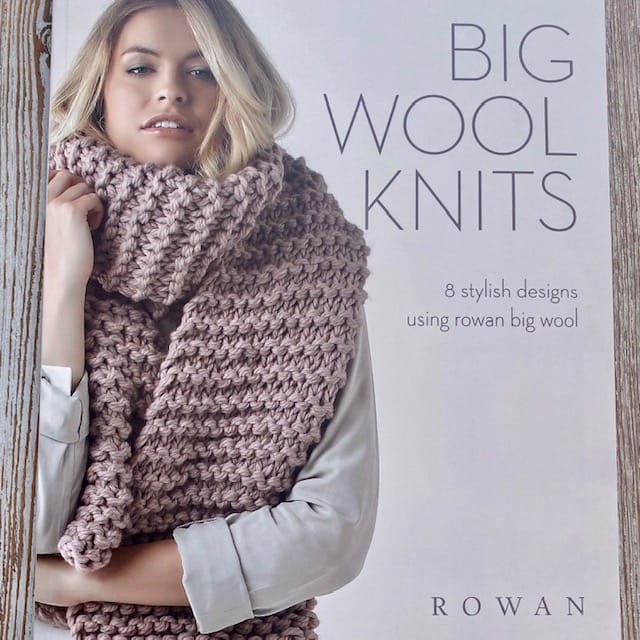 BIG
WOOL
KNITS
8 stylish designs
using rowan big wool
ROWAN